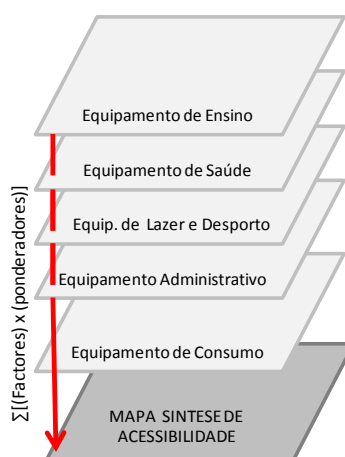 Equipamento de Ensino
Equipamento de Saúde
Equip. de Lazer e Desporto
Equipamento Administrativo
Equipamento de Consumo
MAPA SINTESE DE
ACESSIBILIDADE
∑[(Factores) x (ponderadores)]